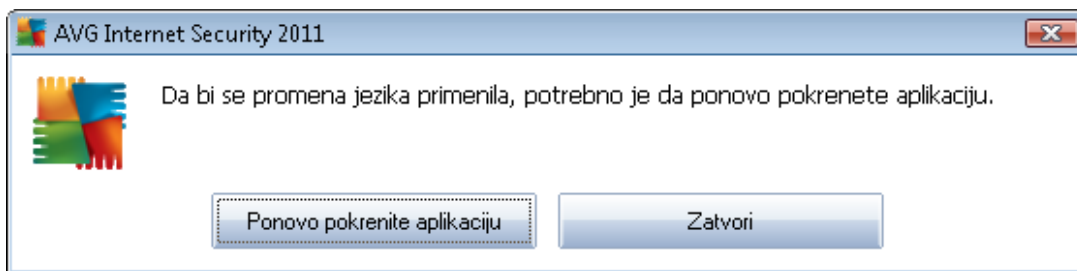 AVG Internet Security 2011
Da bi se promena jezika primenila, potrebno je da ponovo pokrenete aplikaciju.
Ponovo pokrenite aplikaciju
Zatvori